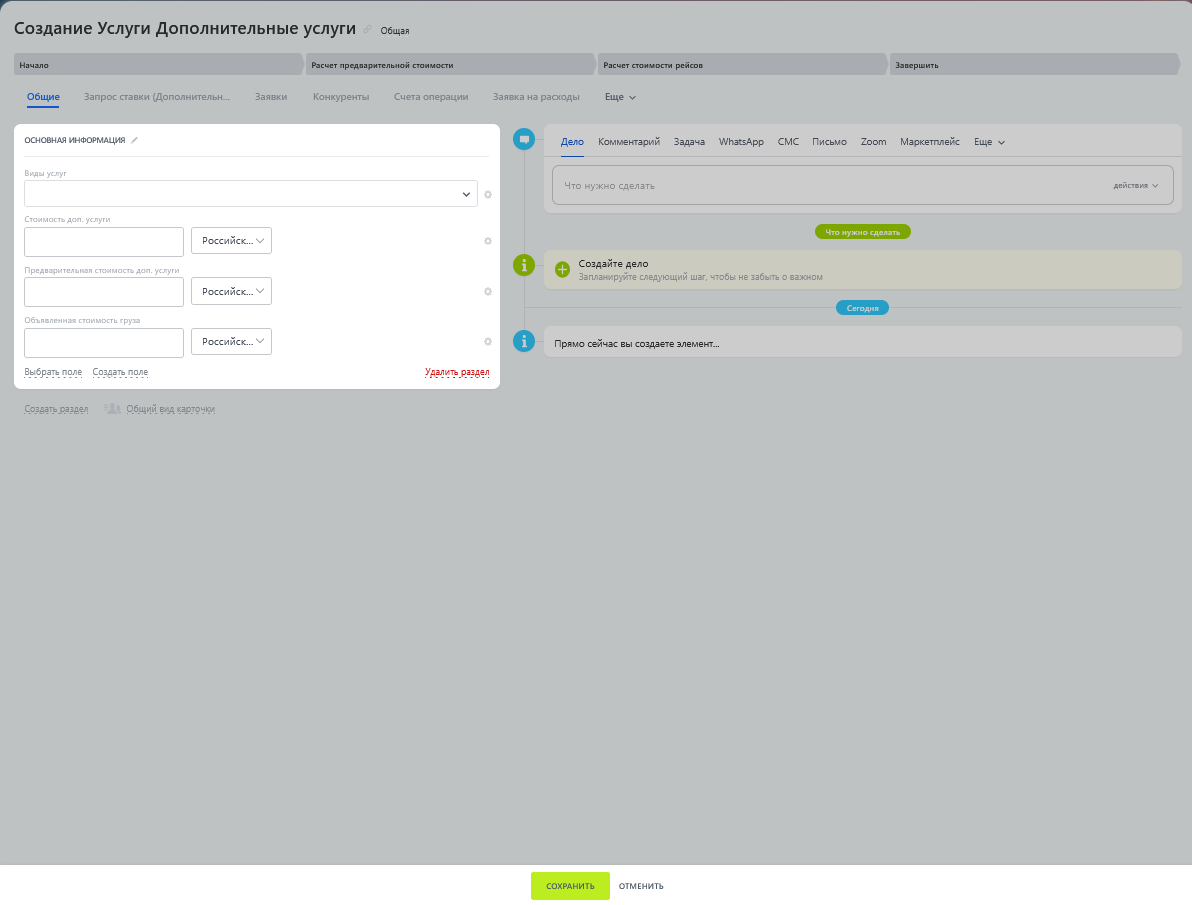 Создание Услуги Дополнительные услуги Общая
Начало Расчет предварительной стоимости Расчет стоимости рейсов Завершить
Общие Запрос ставки (Дополнительн... Заявки Конкуренты Счета операции Заявка на расходы Еще
ОСНОВНАЯ ИНФОРМАЦИЯ
Виды услуг
Стоимость доп. услуги
Российск...
Предварительная стоимость доп. услуги
Российск...
Объявленная стоимость груза
Российск...
Выбрать поле Создать поле Удалить раздел
Создать раздел Общий вид карточки
Дело Комментарий Задача WhatsApp СМС Письмо Zoom Маркетплейс Еще
Что нужно сделать действия
Что нужно сделать
Создайте дело
Запланируйте следующий шаг, чтобы не забыть о важном
Сегодня
Прямо сейчас вы создаете элемент...
СОХРАНИТЬ ОТМЕНИТЬ